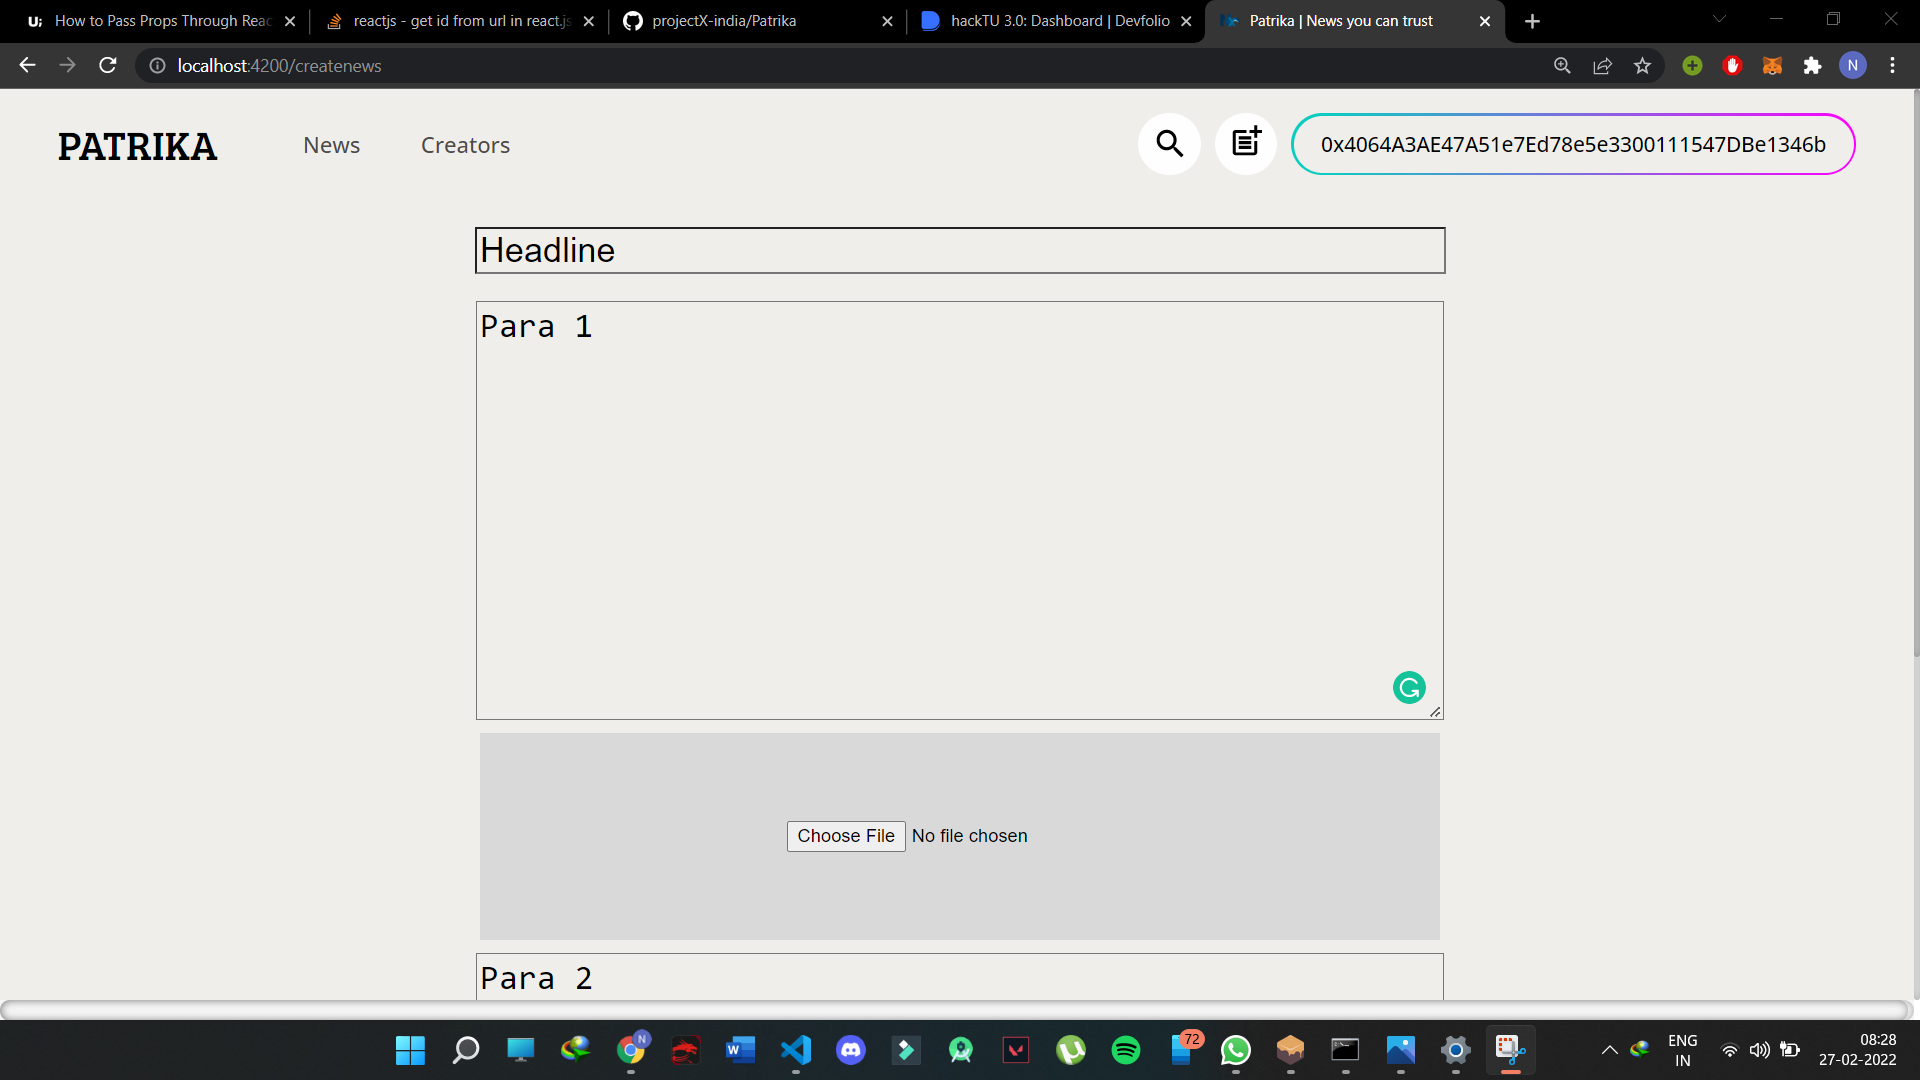 How to Pass Props Through Reac
reactjs - get id from url in react.js
projectX-india/Patrika
hackTU 3.0: Dashboard | Devfolio
Patrika | News you can trust
localhost:4200/createnews
N
PATRIKA
News
Creators
0x4064A3AE47A51e7Ed78e5e3300111547DBe1346b
Headline
Para 1
Choose File No file chosen
Para 2
N
72
ENG
IN
08:28
27-02-2022